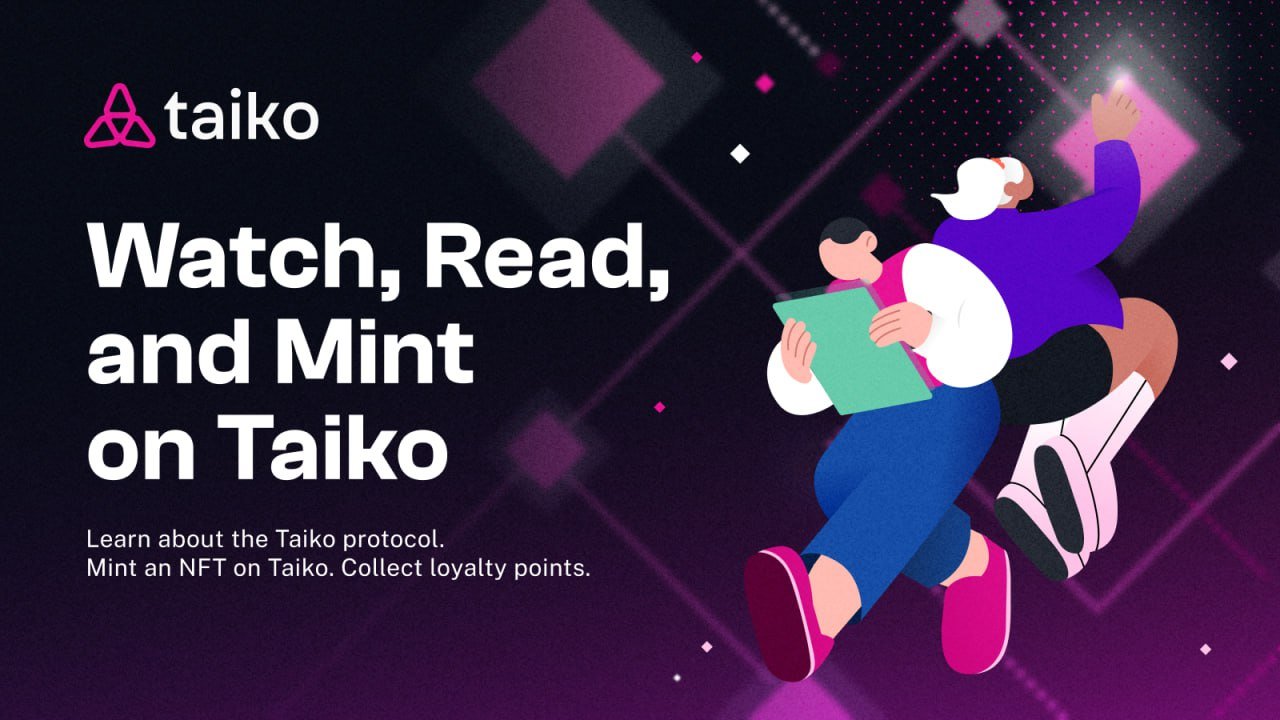 taiko
Watch, Read,
and Mint
on Taiko
Learn about the Taiko protocol.
Mint an NFT on Taiko. Collect loyalty points.